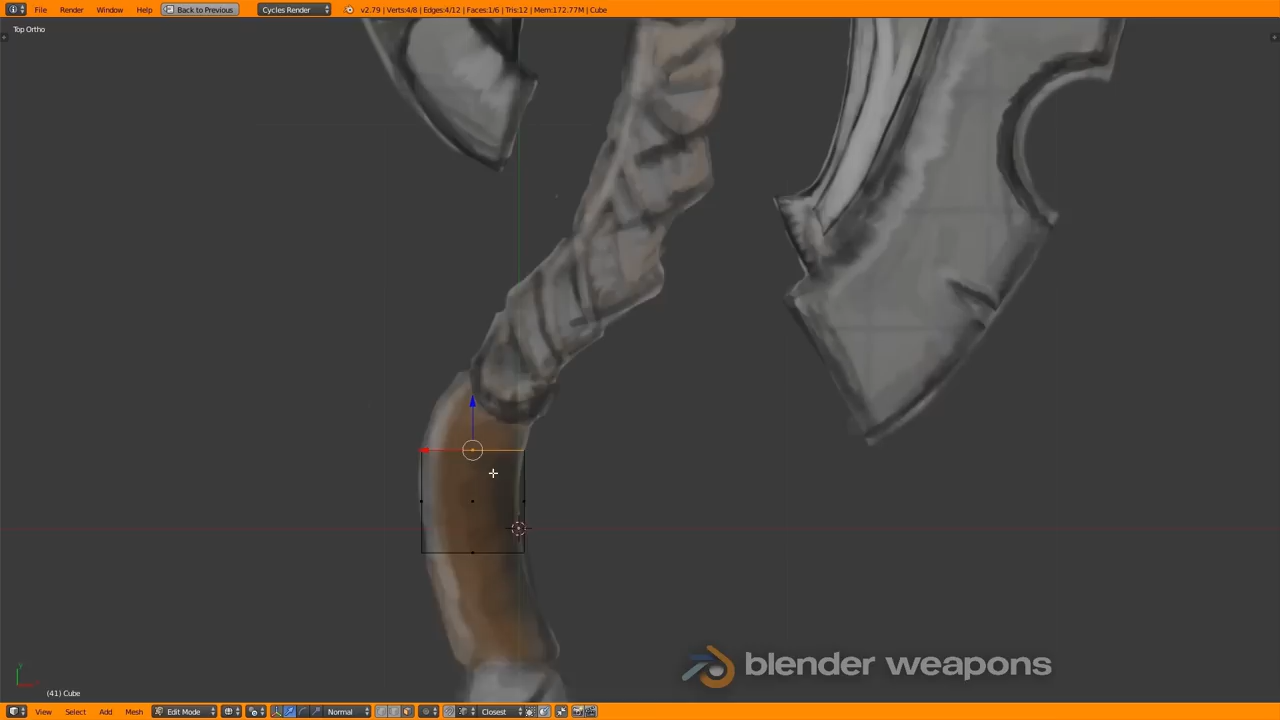 File Render Window Help Back to Previous Cycles Render v2.79 | Verts:4/8 | Edges:4/12 | Faces:1/6 | Tris:12 | Mem:172.77M | Cube
Top Ortho
blender weapons
(41) Cube
View Select Add Mesh Edit Mode Normal Closest